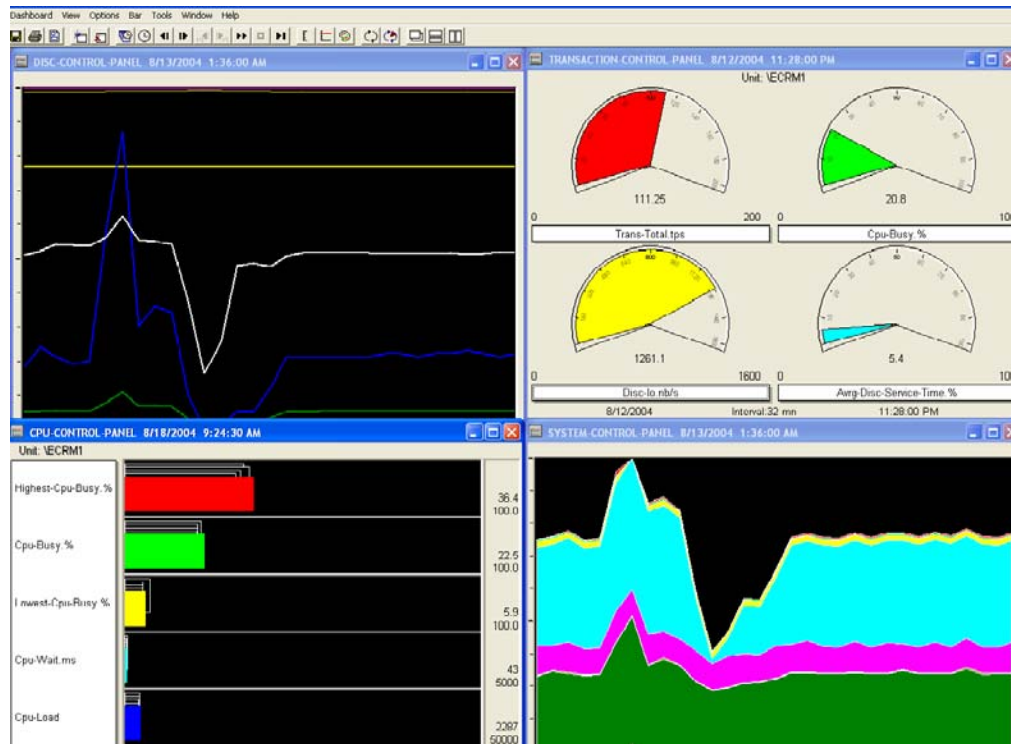 Dashboard View Options Bar Tools Window Help
DISC-CONTROL-PANEL 8/13/2004 1:36:00 AM
TRANSACTION-CONTROL-PANEL 8/12/2004 11:28:00 PM
Unit: \ECRM1
111.25
0 200
Trans-Total.tps
20.8
0 100
Cpu-Busy.%
1261.1
0 1600
Disc-Io.nb/s
5.4
0 100
Avrg-Disc-Service-Time.%
8/12/2004 Interval:32 mn 11:28:00 PM
CPU-CONTROL-PANEL 8/18/2004 9:24:30 AM
Unit: \ECRM1
Highest-Cpu-Busy.% 36.4
100.0
Cpu-Busy.% 22.5
100.0
Lowest-Cpu-Busy.% 5.9
100.0
Cpu-Wait.ms 43
5000
Cpu-Load
50000
SYSTEM-CONTROL-PANEL 8/13/2004 1:36:00 AM